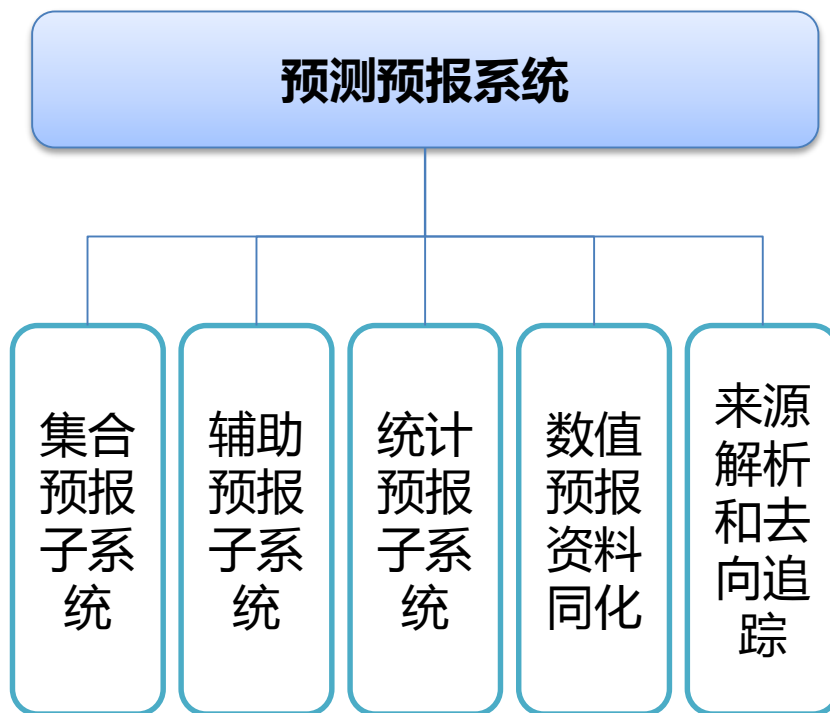 预测预报系统
集合
预报
子系
统
辅助
预报
子系
统
统计
预报
子系
统
数值
预报
资料
同化
来源
解析
和去
向追
踪